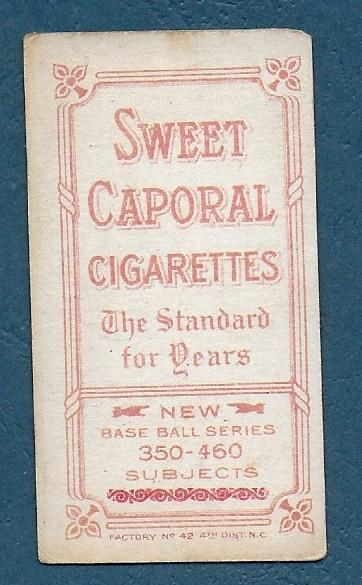 SWEET
CAPORAL
CIGARETTES
The Standard
for Years
NEW
BASE BALL SERIES
350-460
SUBJECTS
FACTORY Nº 42 4TH DIST. N.C.